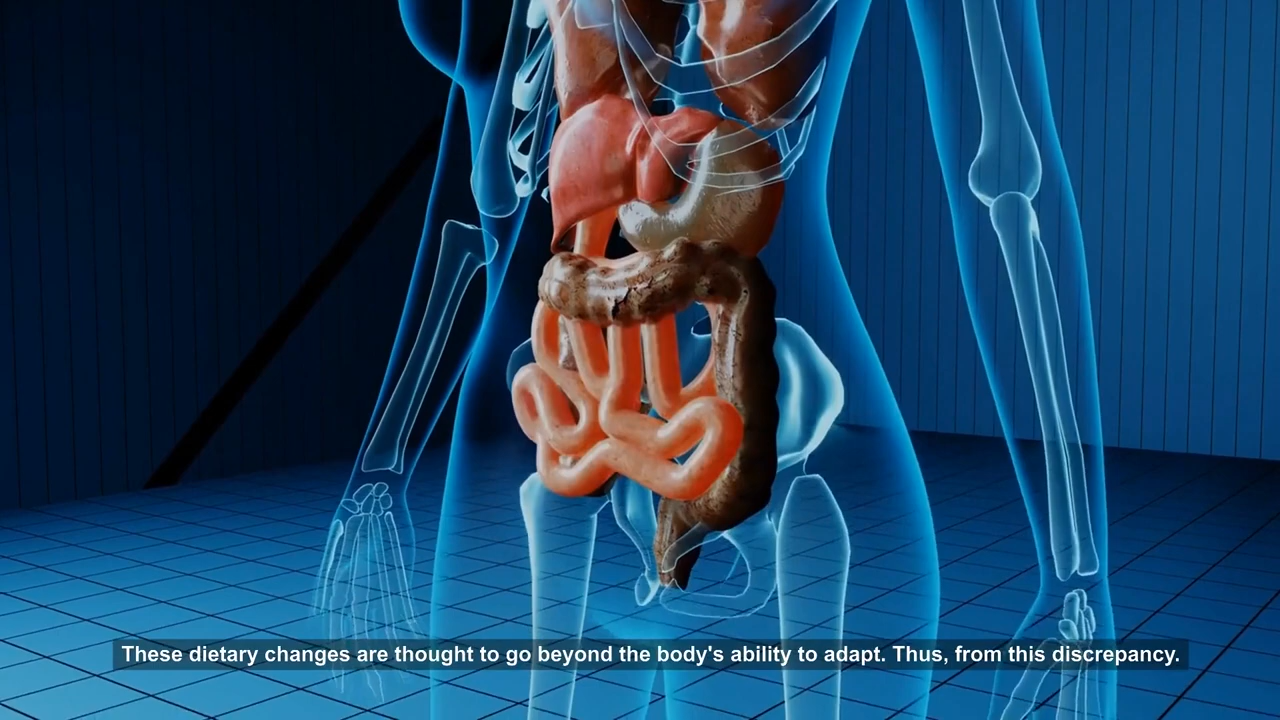 These dietary changes are thought to go beyond the body's ability to adapt. Thus, from this discrepancy.